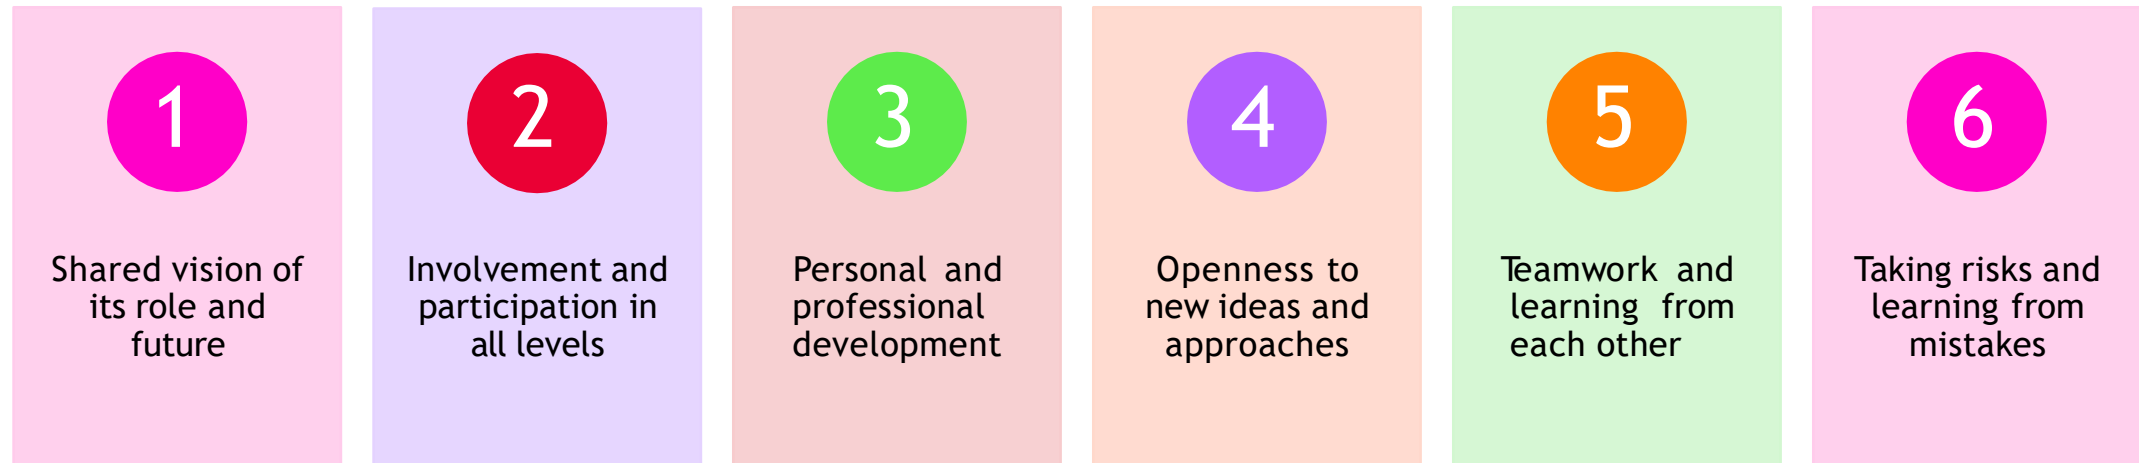 1
Shared vision of
its role and
future
2
Involvement and
participation in
all levels
3
Personal and
professional
development
4
Openness to
new ideas and
approaches
5
Teamwork and
learning from
each other
6
Taking risks and
learning from
mistakes